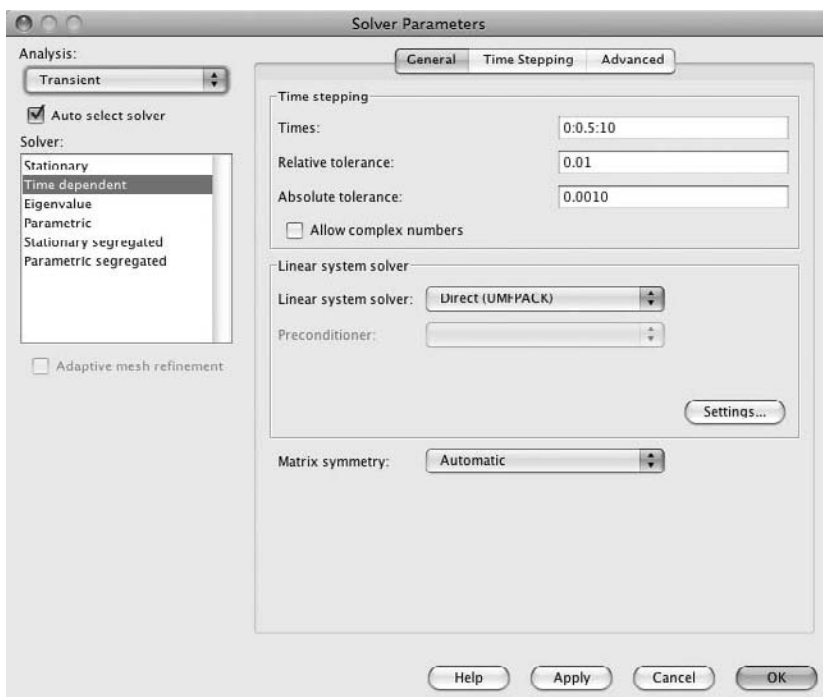 Solver Parameters
Analysis:
Transient
Auto select solver
Solver:
Stationary
Time dependent
Eigenvalue
Parametric
Stationary segregated
Parametric segregated
Adaptive mesh refinement
General Time Stepping Advanced
Time stepping
Times: 0:0.5:10
Relative tolerance: 0.01
Absolute tolerance: 0.0010
Allow complex numbers
Linear system solver
Linear system solver: Direct (UMFPACK)
Preconditioner:
Settings...
Matrix symmetry: Automatic
Help Apply Cancel OK